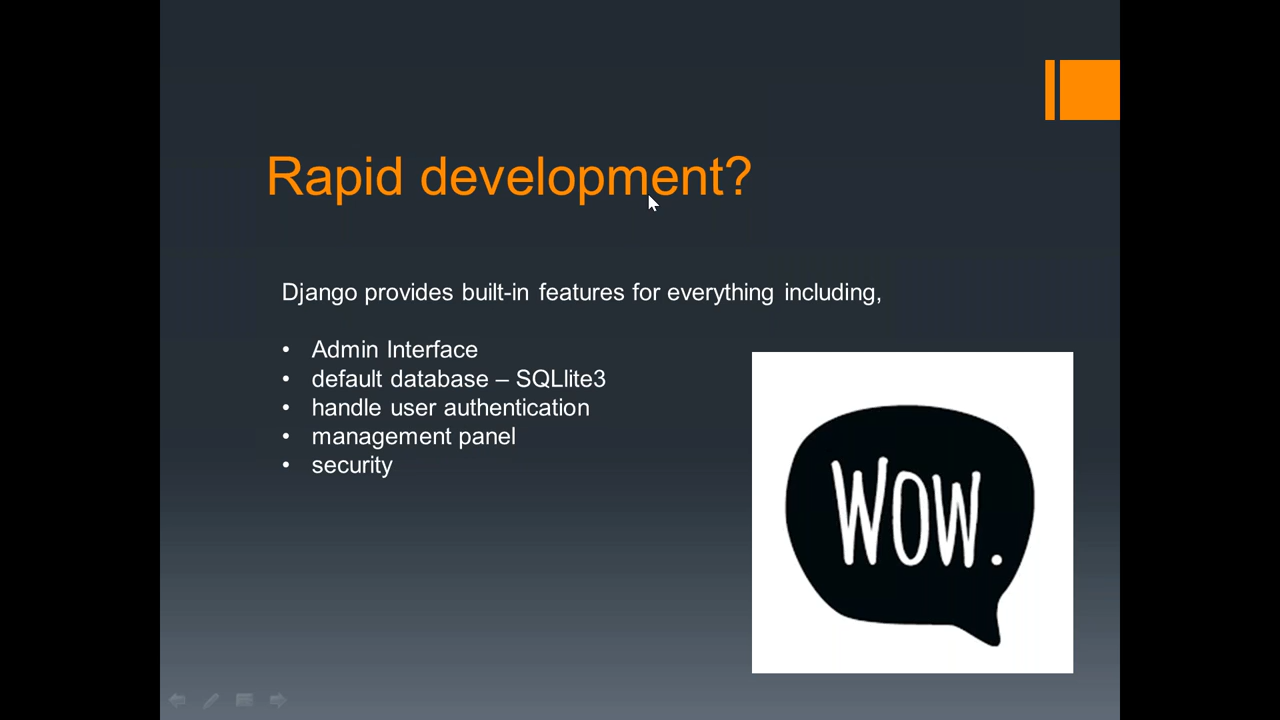 Rapid development?
Django provides built-in features for everything including,
• Admin Interface
• default database – SQLlite3
• handle user authentication
• management panel
• security
WOW.